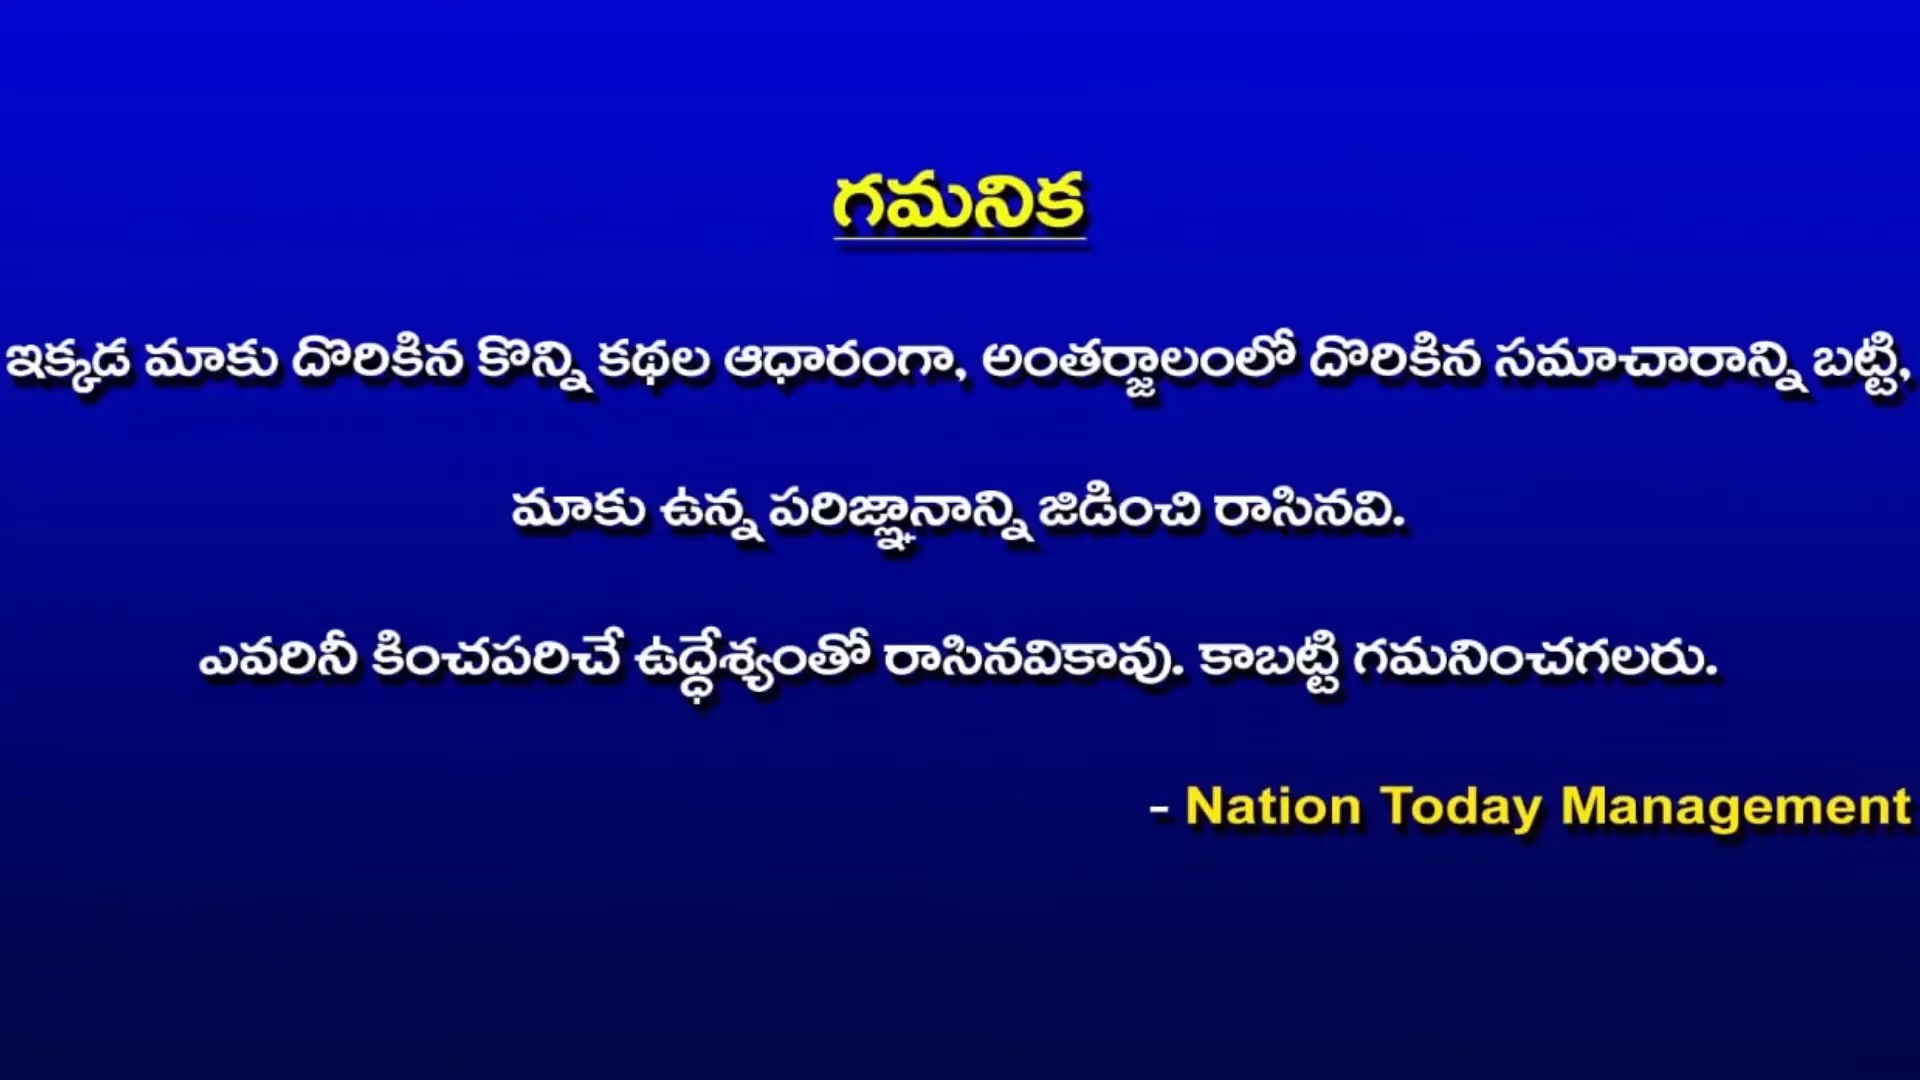 గమనిక
ఇక్కడ మాకు దొరికిన కొన్ని కథల ఆధారంగా, అంతర్జాలంలో దొరికిన సమాచారాన్ని బట్టి,
మాకు ఉన్న పరిజ్ఞానాన్ని జిడించి రాసినవి.
ఎవరినీ కించపరిచే ఉద్ధేశ్యంతో రాసినవికావు. కాబట్టి గమనించగలరు.
- Nation Today Management